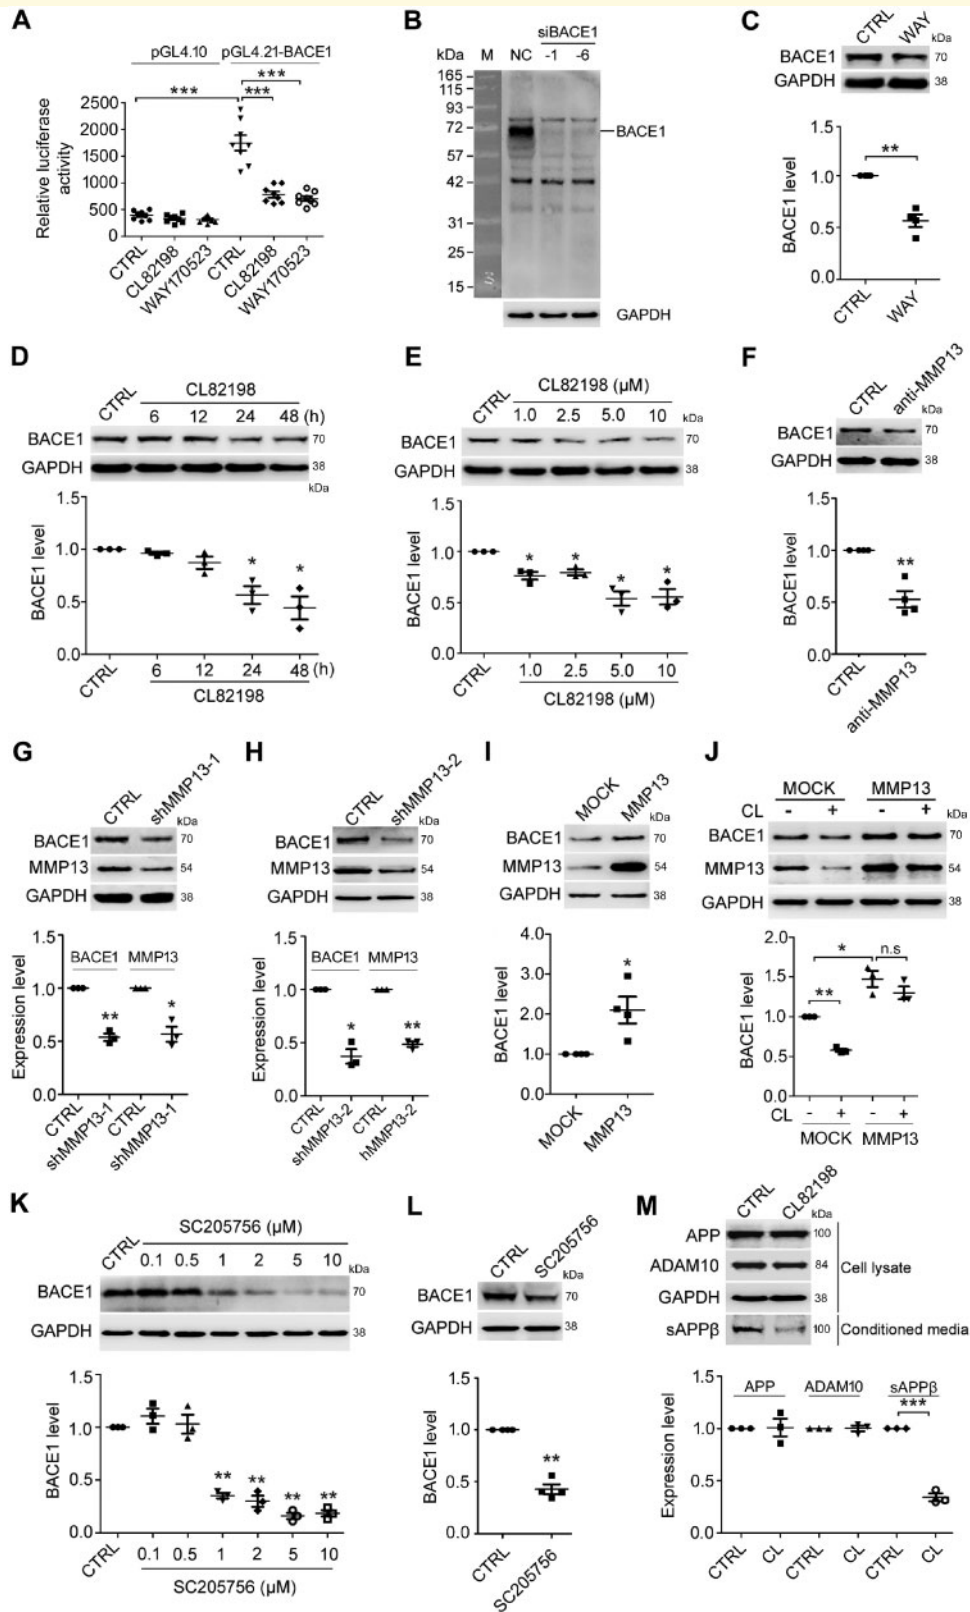 A
pGL4.10 pGL4.21-BACE1
***
***
***
2500
2000
1500
1000
500
0
Relative luciferase
activity
CTRL
CL82198
WAY170523
CTRL
CL82198
WAY170523
B
siBACE1
kDa M NC -1 -6
165
115
93
72
57
42
31
25
15
BACE1
GAPDH
C
CTRL WAY kDa
BACE1 70
GAPDH 38
1.5
1.0
0.5
0.0
BACE1 level
**
CTRL WAY
D
CL82198
CTRL 6 12 24 48 (h)
BACE1 70
GAPDH 38
kDa
1.5
1.0
0.5
0.0
BACE1 level
* *
CTRL 6 12 24 48 (h)
CL82198
E
CL82198 (μM)
CTRL 1.0 2.5 5.0 10 kDa
BACE1 70
GAPDH 38
1.5
1.0
0.5
0.0
BACE1 level
* * * *
CTRL 1.0 2.5 5.0 10
CL82198 (μM)
F
CTRL anti-MMP13
kDa
BACE1 70
GAPDH 38
1.5
1.0
0.5
0.0
BACE1 level
**
CTRL anti-MMP13
G
CTRL shMMP13-1
kDa
BACE1 70
MMP13 54
GAPDH 38
1.5
1.0
0.5
0.0
Expression level
BACE1 MMP13
** *
CTRL shMMP13-1 CTRL shMMP13-1
H
CTRL shMMP13-2
kDa
BACE1 70
MMP13 54
GAPDH 38
1.5
1.0
0.5
0.0
Expression level
BACE1 MMP13
* **
CTRL shMMP13-2 CTRL hMMP13-2
I
MOCK MMP13
kDa
BACE1 70
MMP13 54
GAPDH 38
4.0
3.0
2.0
1.0
0.0
BACE1 level
*
MOCK MMP13
J
MOCK MMP13
CL - + - +
kDa
BACE1 70
MMP13 54
GAPDH 38
2.0
1.5
1.0
0.5
0.0
BACE1 level
* n.s
**
CL - + - +
MOCK MMP13
K
SC205756 (μM)
CTRL 0.1 0.5 1 2 5 10 kDa
BACE1 70
GAPDH 38
1.5
1.0
0.5
0.0
BACE1 level
** ** ** **
CTRL 0.1 0.5 1 2 5 10
SC205756 (μM)
L
CTRL SC205756
kDa
BACE1 70
GAPDH 38
1.5
1.0
0.5
0.0
BACE1 level
**
CTRL SC205756
M
CTRL CL82198
kDa
APP 100
ADAM10 84 Cell lysate
GAPDH 38
sAPPβ 100 Conditioned media
1.5
1.0
0.5
0.0
Expression level
APP ADAM10 sAPPβ
***
CTRL CL CTRL CL CTRL CL